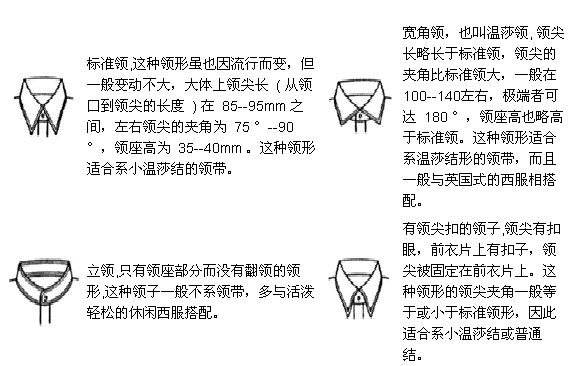 标准领,这种领形虽也因流行而变，但
一般变动不大，大体上领尖长（从领
口到领尖的长度 ) 在 85--95mm 之
间，左右领尖的夹角为 75 °--90
°，领座高为 35--40mm 。这种领形
适合系小温莎结的领带。
宽角领，也叫温莎领, 领尖
长略长于标准领，领尖的
夹角比标准领大，一般在
100--140左右，极端者可
达 180 °，领座高也略高
于标准领。这种领形适合
系温莎结形的领带，而且
一般与英国式的西服相搭
配。
立领,只有领座部分而没有翻领的领
形,这种领子一般不系领带，多与活泼
轻松的休闲西服搭配。
有领尖扣的领子,领尖有扣
眼，前衣片上有扣子，领
尖被固定在前衣片上。这
种领形的领尖夹角一般等
于或小于标准领形，因此
适合系小温莎结或普通
结。